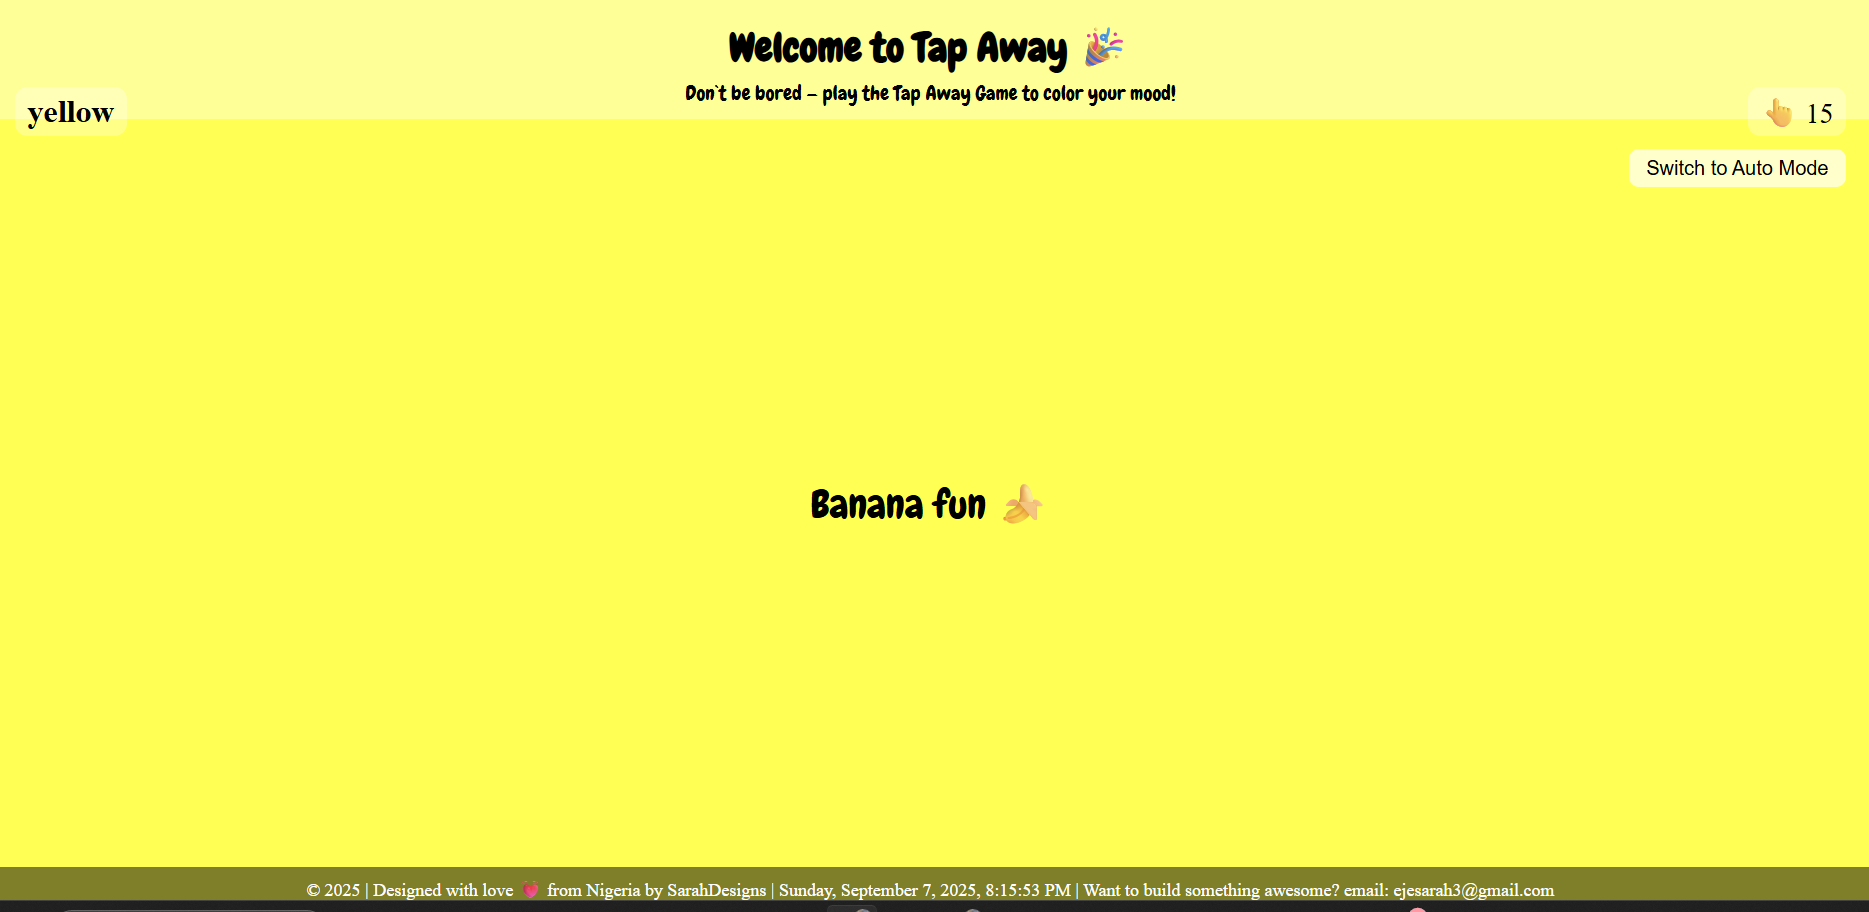 Welcome to Tap Away 🎉
Don`t be bored – play the Tap Away Game to color your mood!
yellow
👆 15
Switch to Auto Mode
Banana fun 🍌
© 2025 | Designed with love 💗 from Nigeria by SarahDesigns | Sunday, September 7, 2025, 8:15:53 PM | Want to build something awesome? email: ejesarah3@gmail.com